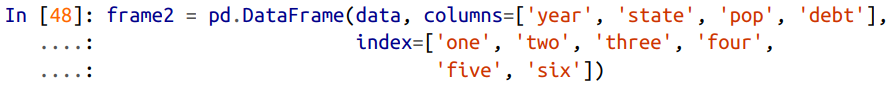 In [48]: frame2 = pd.DataFrame(data, columns=['year', 'state', 'pop', 'debt'],
   ....:                       index=['one', 'two', 'three', 'four',
   ....:                              'five', 'six'])